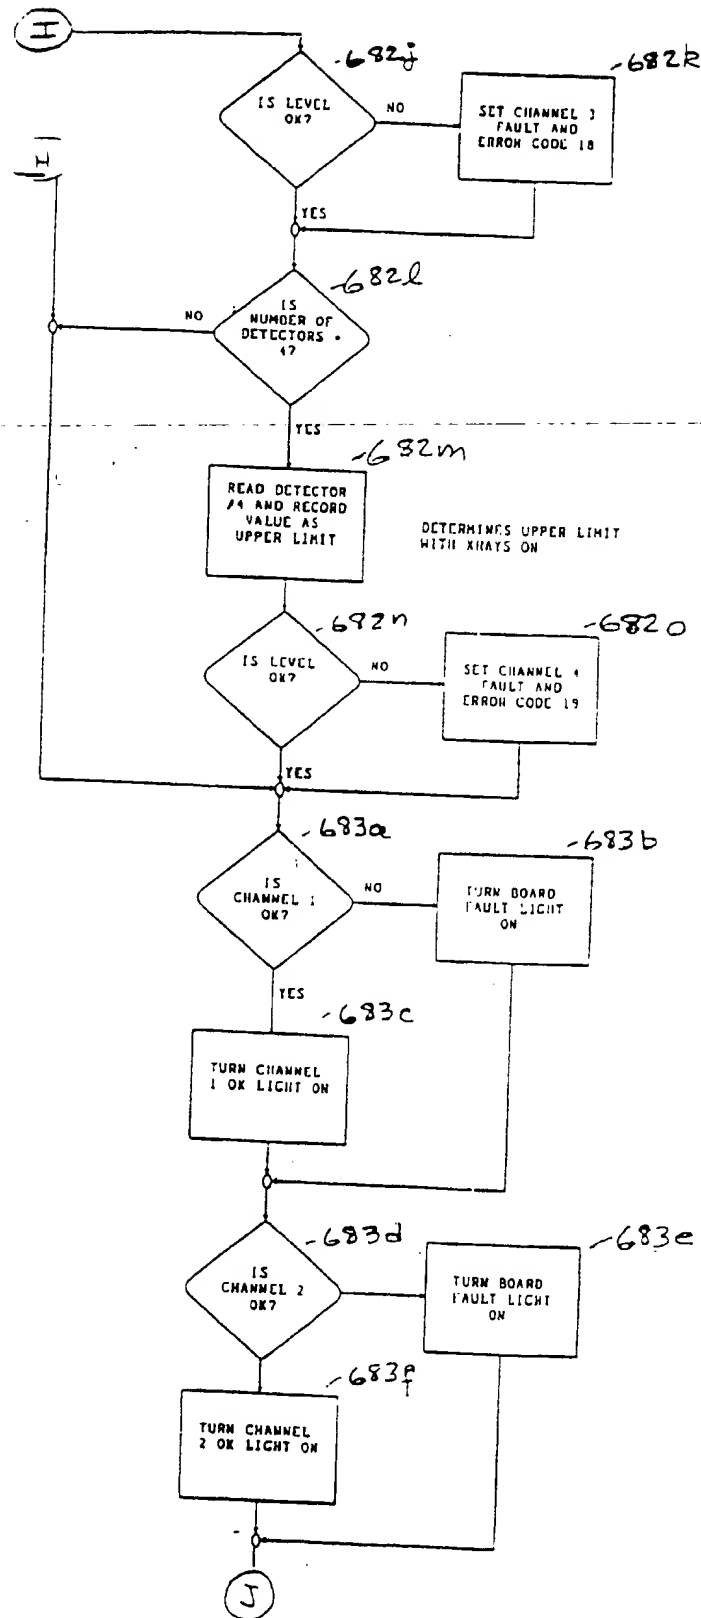 I
682j
682k
IS LEVEL
OK?
NO
SET CHANNEL 3
FAULT AND
ERROR CODE 18
YES
682l
IS
NUMBER OF
DETECTORS =
4?
NO
YES
682m
READ DETECTOR
#4 AND RECORD
VALUE AS
UPPER LIMIT
DETERMINES UPPER LIMIT
WITH XRAYS ON
682n
682o
IS LEVEL
OK?
NO
SET CHANNEL 4
FAULT AND
ERROR CODE 19
YES
683a
683b
IS
CHANNEL 1
OK?
NO
TURN BOARD
FAULT LIGHT
ON
YES
683c
TURN CHANNEL
1 OK LIGHT ON
683d
683e
IS
CHANNEL 2
OK?
TURN BOARD
FAULT LIGHT
ON
683f
TURN CHANNEL
2 OK LIGHT ON
J